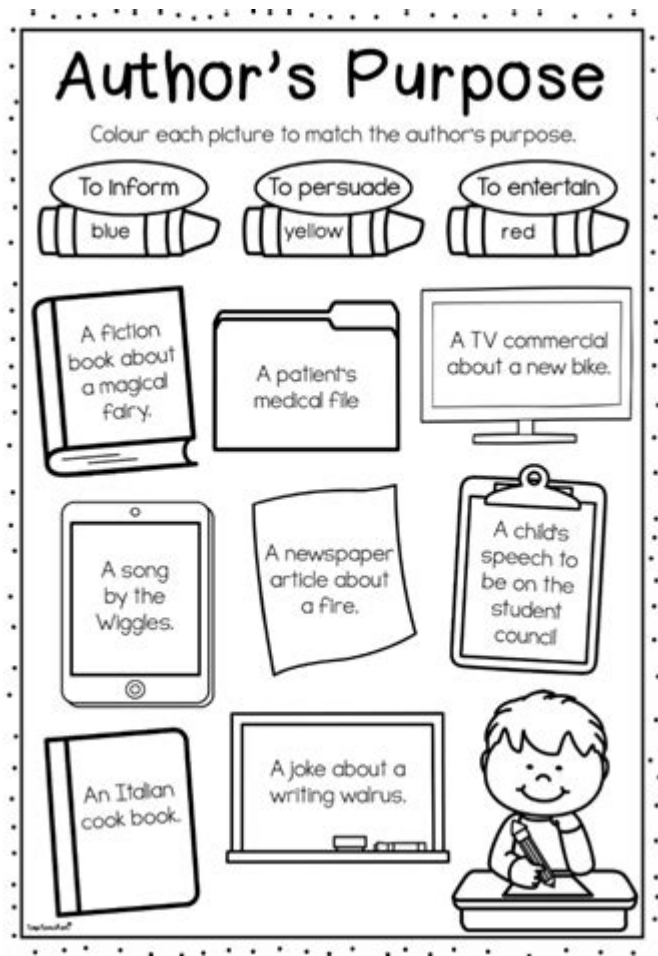 Author's Purpose
Colour each picture to match the author's purpose.
To inform
blue
To persuade
yellow
To entertain
red
A fiction
book about
a magical
fairy.
A patient's
medical file
A TV commercial
about a new bike.
A song
by the
Wiggles.
A newspaper
article about
a fire.
A child's
speech to
be on the
student
council
An Italian
cook book.
A joke about a
writing walrus.